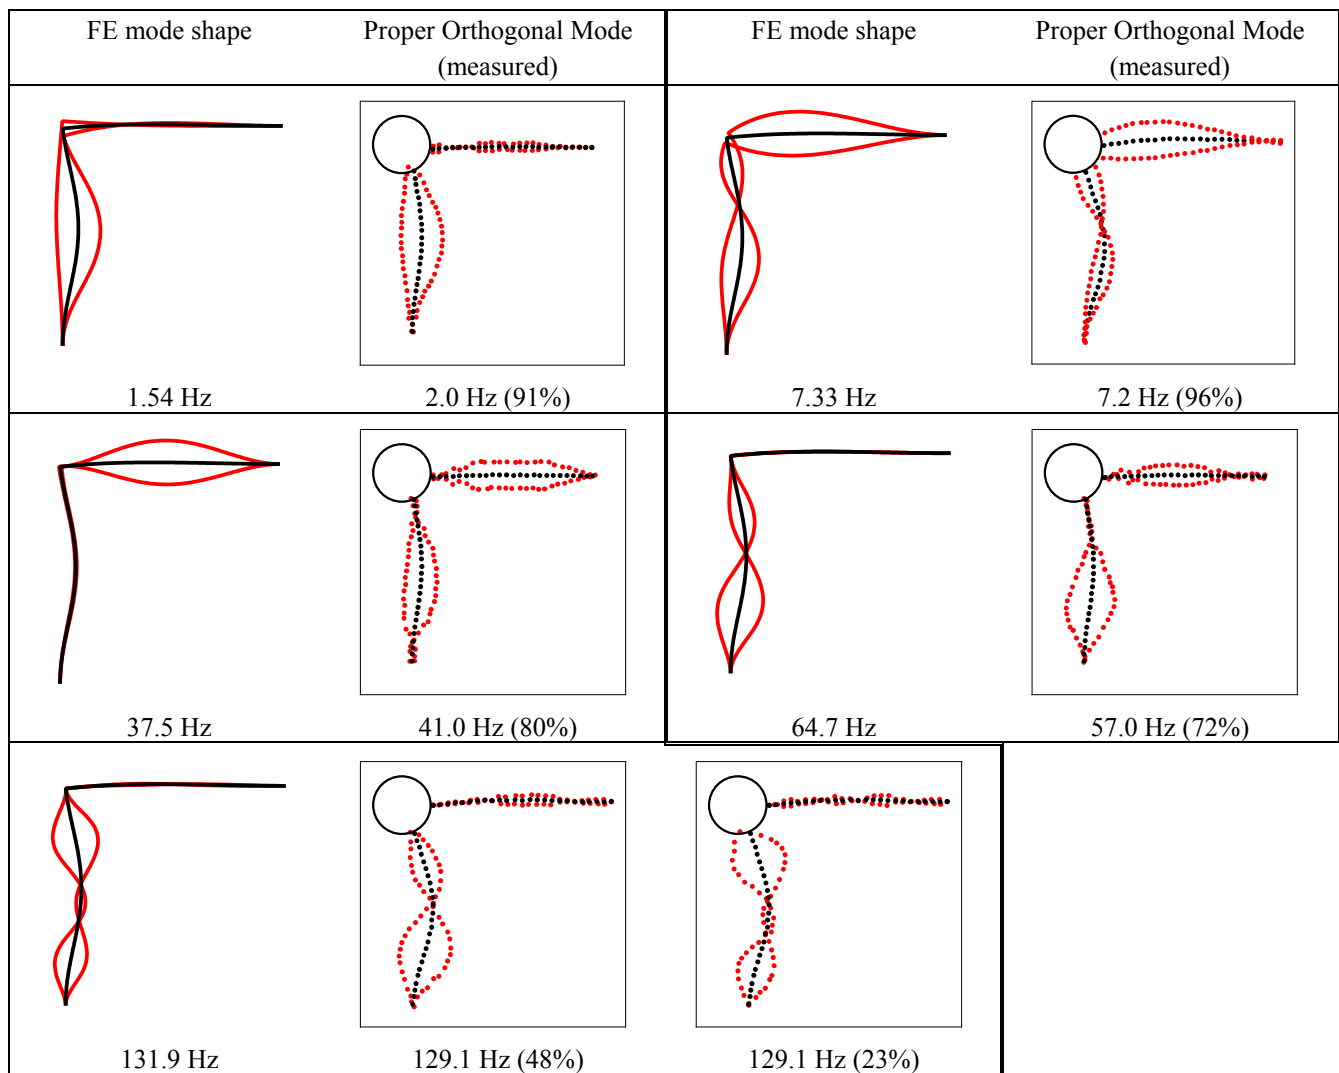 FE mode shape
Proper Orthogonal Mode
(measured)
FE mode shape
Proper Orthogonal Mode
(measured)
1.54 Hz
2.0 Hz (91%)
7.33 Hz
7.2 Hz (96%)
37.5 Hz
41.0 Hz (80%)
64.7 Hz
57.0 Hz (72%)
131.9 Hz
129.1 Hz (48%)
129.1 Hz (23%)